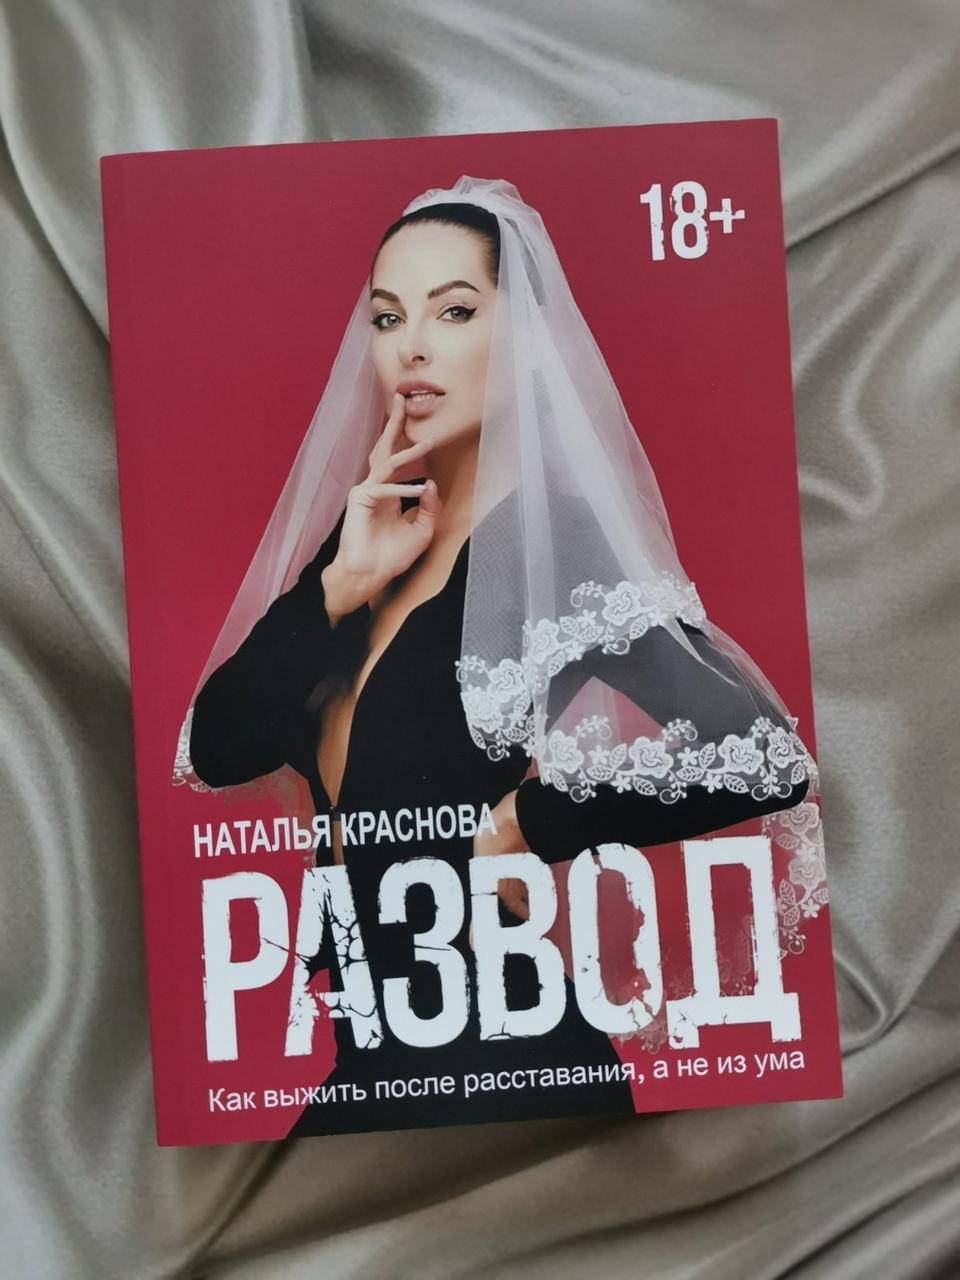 18+
НАТАЛЬЯ КРАСНОВА
РАЗВОД
Как выжить после расставания, а не из ума